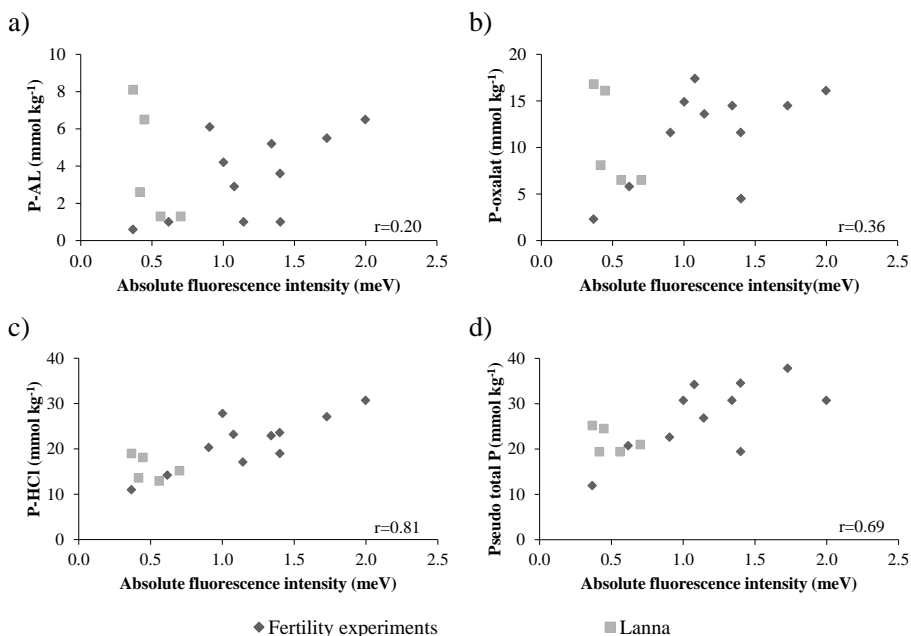 a)
P-AL (mmol kg-1)
10
8
6
4
2
0
0.0 0.5 1.0 1.5 2.0 2.5
r=0.20
Absolute fluorescence intensity (meV)
b)
P-oxalat (mmol kg-1)
20
15
10
5
0
0.0 0.5 1.0 1.5 2.0 2.5
r=0.36
Absolute fluorescence intensity(meV)
c)
P-HCl (mmol kg-1)
40
30
20
10
0
0.0 0.5 1.0 1.5 2.0 2.5
r=0.81
Absolute fluorescence intensity (meV)
d)
Pseudo total P (mmol kg-1)
40
30
20
10
0
0.0 0.5 1.0 1.5 2.0 2.5
r=0.69
Absolute fluorescence intensity (meV)
Fertility experiments
Lanna